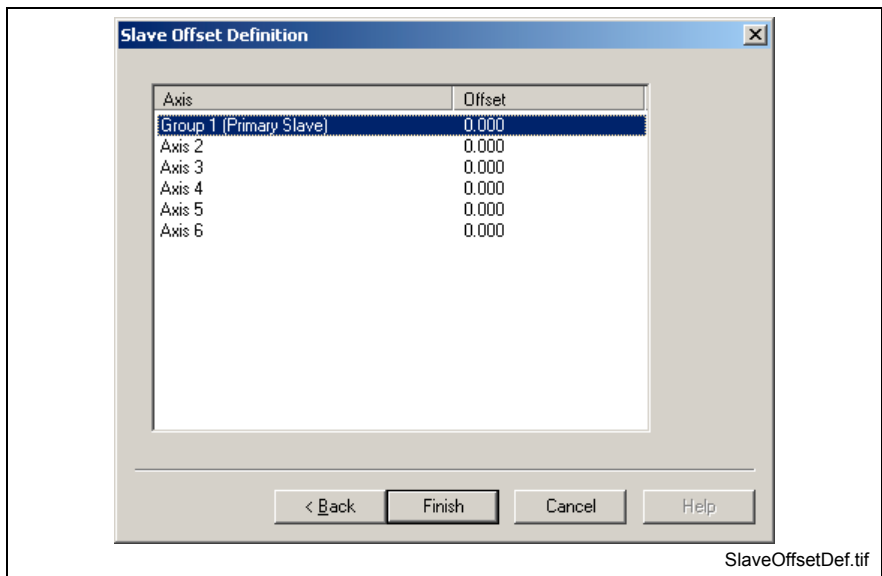 Slave Offset Definition
Axis Offset
Group 1 (Primary Slave) 0.000
Axis 2 0.000
Axis 3 0.000
Axis 4 0.000
Axis 5 0.000
Axis 6 0.000
< Back Finish Cancel Help
SlaveOffsetDef.tif